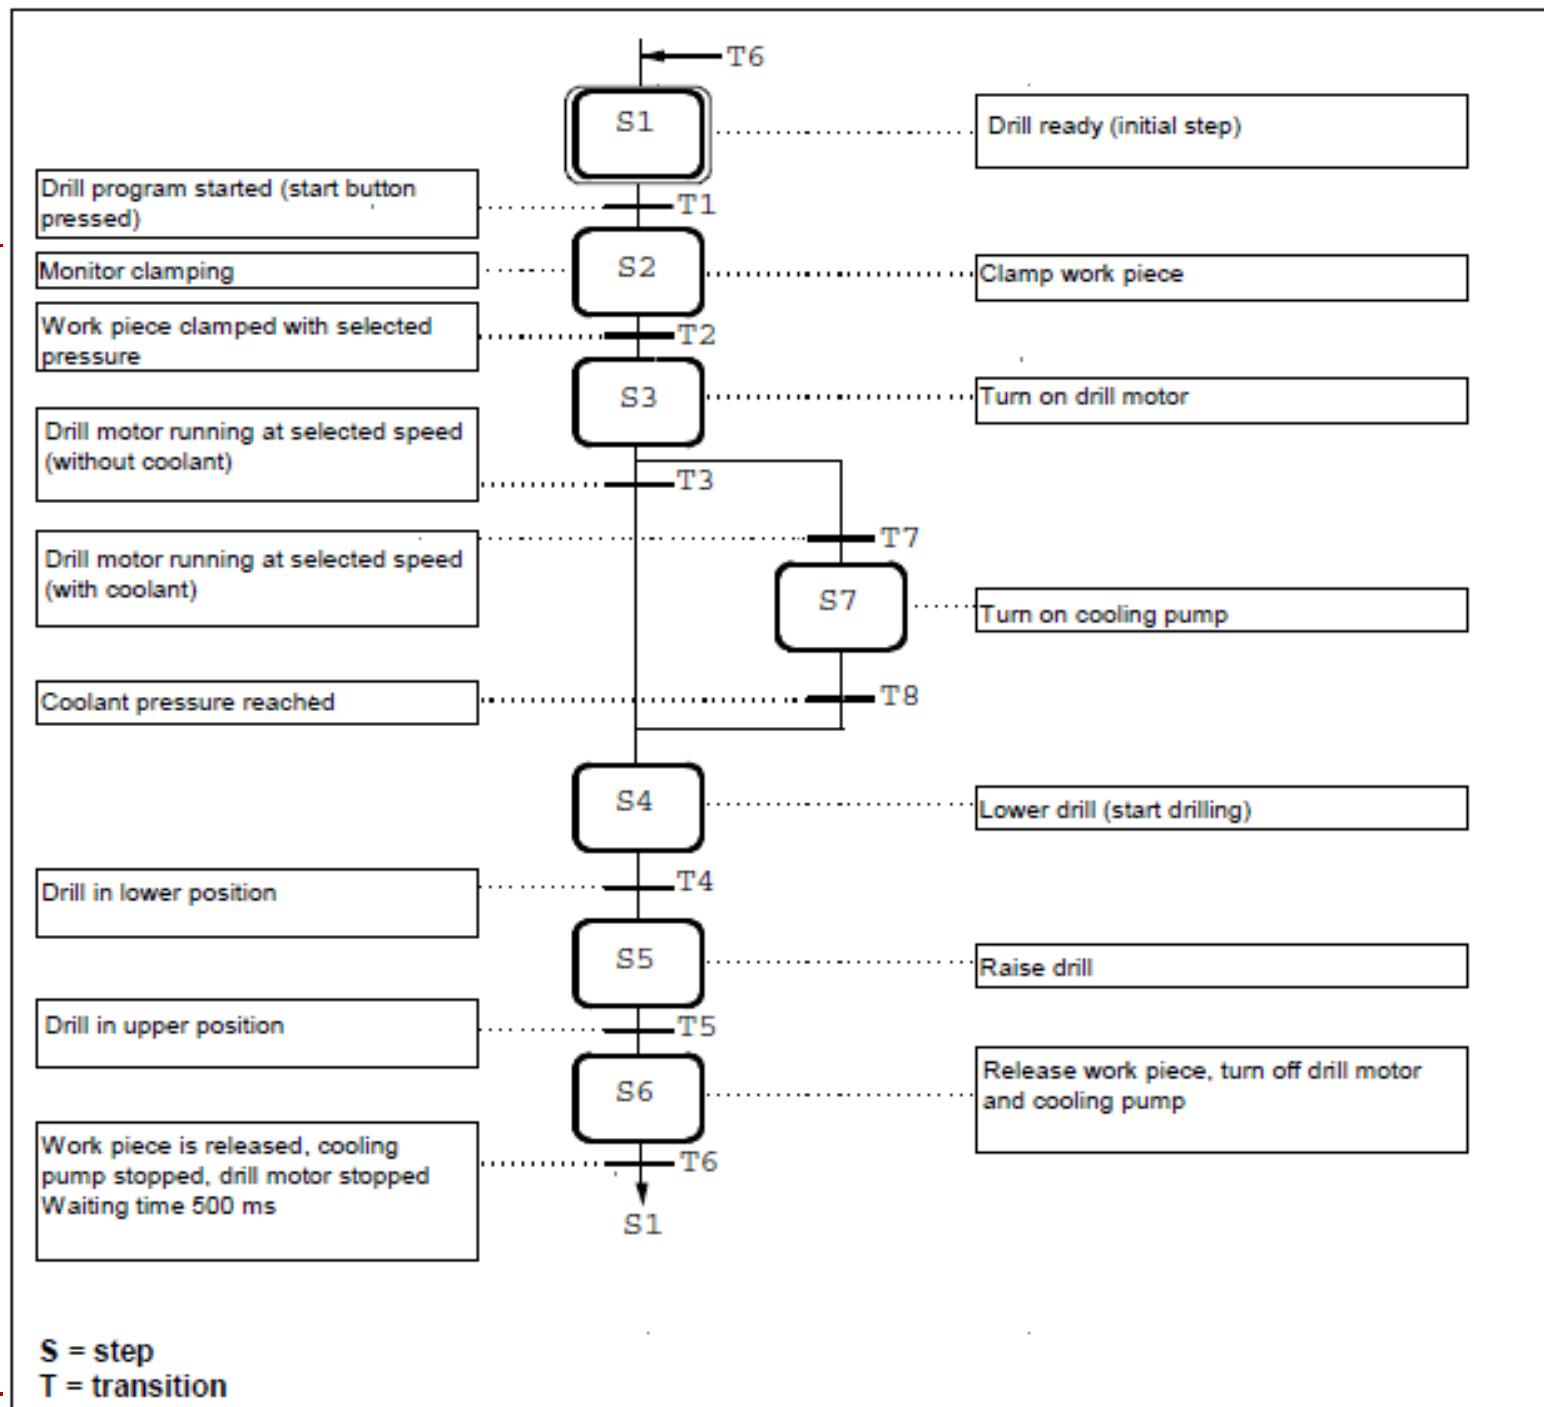 T6
S1
Drill ready (initial step)
Drill program started (start button
pressed)
T1
Monitor clamping
S2
Clamp work piece
Work piece clamped with selected
pressure
T2
S3
Turn on drill motor
Drill motor running at selected speed
(without coolant)
T3
Drill motor running at selected speed
(with coolant)
T7
S7
Turn on cooling pump
Coolant pressure reached
T8
S4
Lower drill (start drilling)
Drill in lower position
T4
S5
Raise drill
Drill in upper position
T5
S6
Release work piece, turn off drill motor
and cooling pump
Work piece is released, cooling
pump stopped, drill motor stopped
Waiting time 500 ms
T6
S1
S = step
T = transition